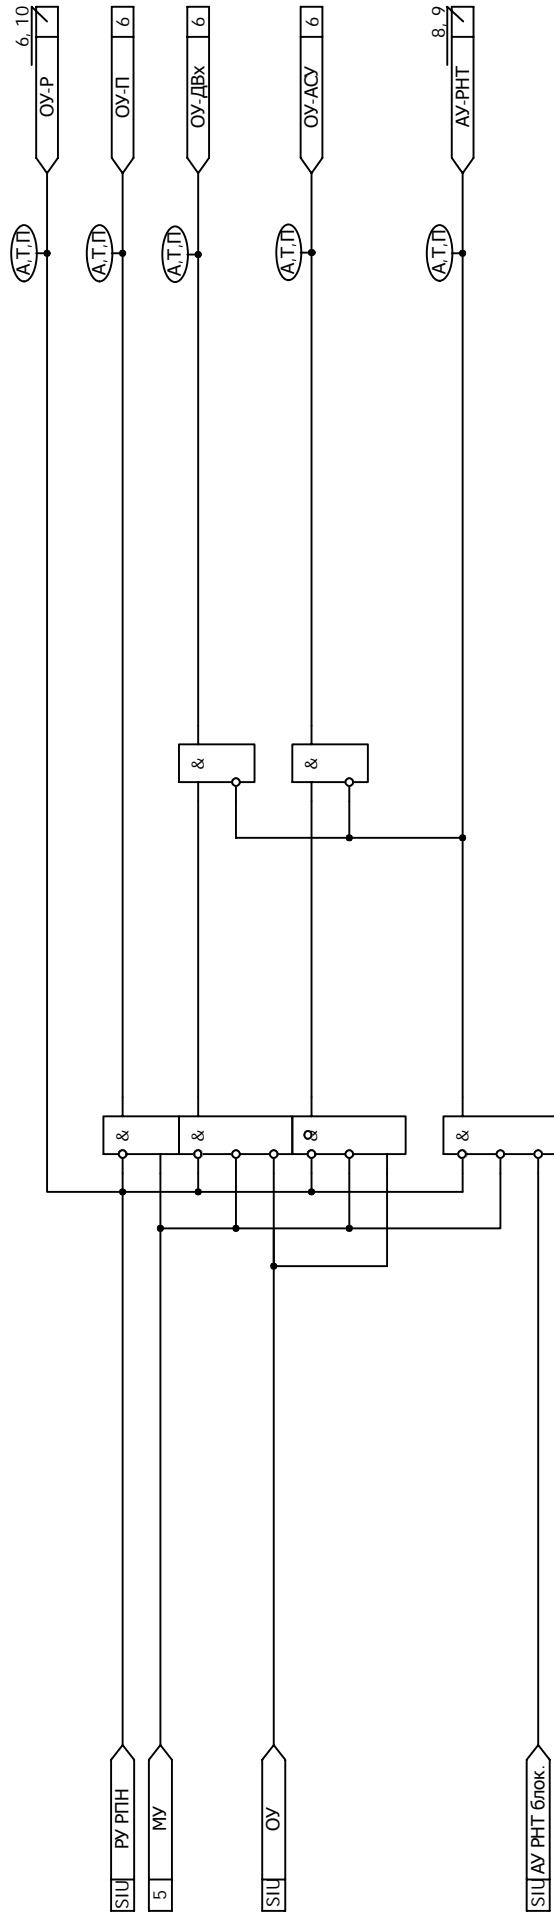 SIU РУ РПН
5 МУ
SIU ОУ
SIU АУ РНТ блок.
&
&
&
&
&
&
А,Т,П
А,Т,П
А,Т,П
А,Т,П
А,Т,П
ОУ-Р 6, 10
ОУ-П 6
ОУ-ДВх 6
ОУ-АСУ 6
АУ-РНТ 8, 9